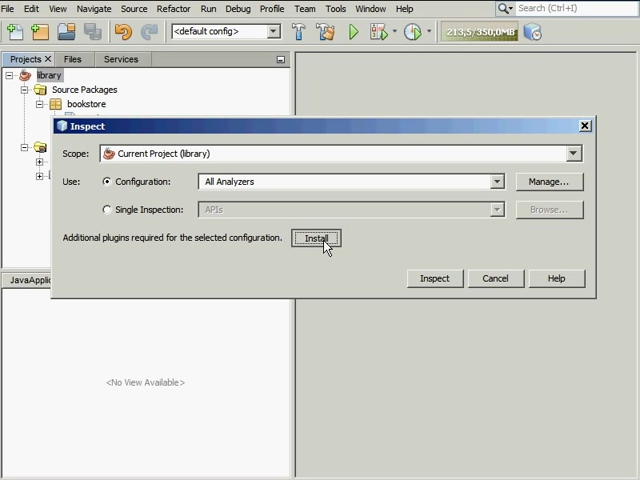 File Edit View Navigate Source Refactor Run Debug Profile Team Tools Window Help Search (Ctrl+I)
<default config> 213,5/350,0MB
Projects Files Services
library
Source Packages
bookstore
Inspect
Scope: Current Project (library)
Use: Configuration: All Analyzers Manage...
Single Inspection: APIs Browse...
Additional plugins required for the selected configuration. Install
Inspect Cancel Help
<No View Available>